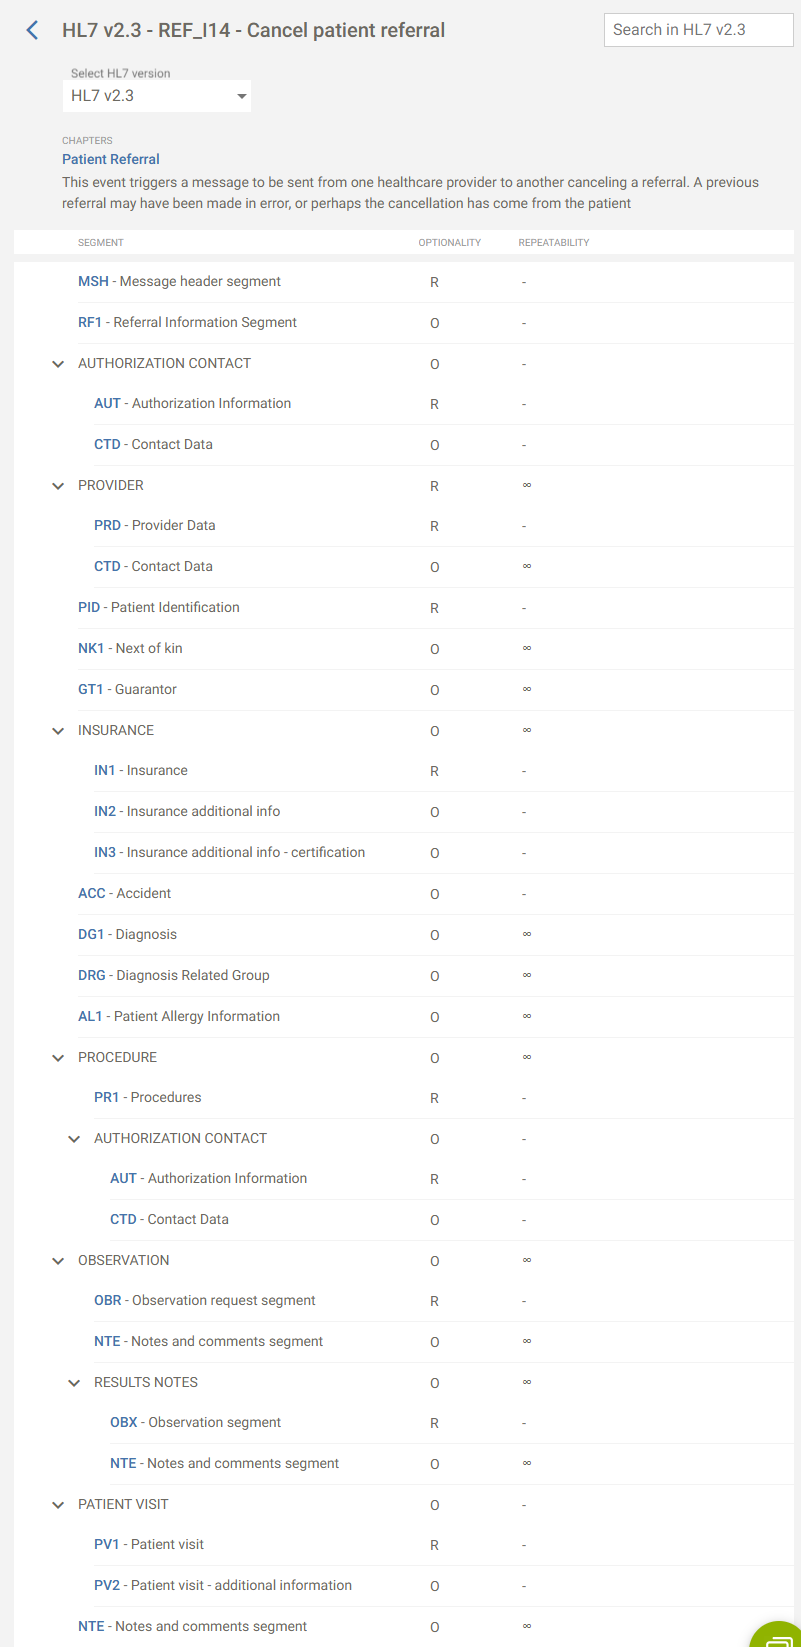 HL7 v2.3 - REF_I14 - Cancel patient referral
Search in HL7 v2.3
Select HL7 version
HL7 v2.3
CHAPTERS
Patient Referral
This event triggers a message to be sent from one healthcare provider to another canceling a referral. A previous
referral may have been made in error, or perhaps the cancellation has come from the patient
SEGMENT OPTIONALITY REPEATABILITY
MSH - Message header segment R -
RF1 - Referral Information Segment O -
AUTHORIZATION CONTACT O -
AUT - Authorization Information R -
CTD - Contact Data O -
PROVIDER R ∞
PRD - Provider Data R -
CTD - Contact Data O ∞
PID - Patient Identification R -
NK1 - Next of kin O ∞
GT1 - Guarantor O ∞
INSURANCE O ∞
IN1 - Insurance R -
IN2 - Insurance additional info O -
IN3 - Insurance additional info - certification O -
ACC - Accident O -
DG1 - Diagnosis O ∞
DRG - Diagnosis Related Group O ∞
AL1 - Patient Allergy Information O ∞
PROCEDURE O ∞
PR1 - Procedures R -
AUTHORIZATION CONTACT O -
AUT - Authorization Information R -
CTD - Contact Data O -
OBSERVATION O ∞
OBR - Observation request segment R -
NTE - Notes and comments segment O ∞
RESULTS NOTES O ∞
OBX - Observation segment R -
NTE - Notes and comments segment O ∞
PATIENT VISIT O -
PV1 - Patient visit R -
PV2 - Patient visit - additional information O -
NTE - Notes and comments segment O ∞